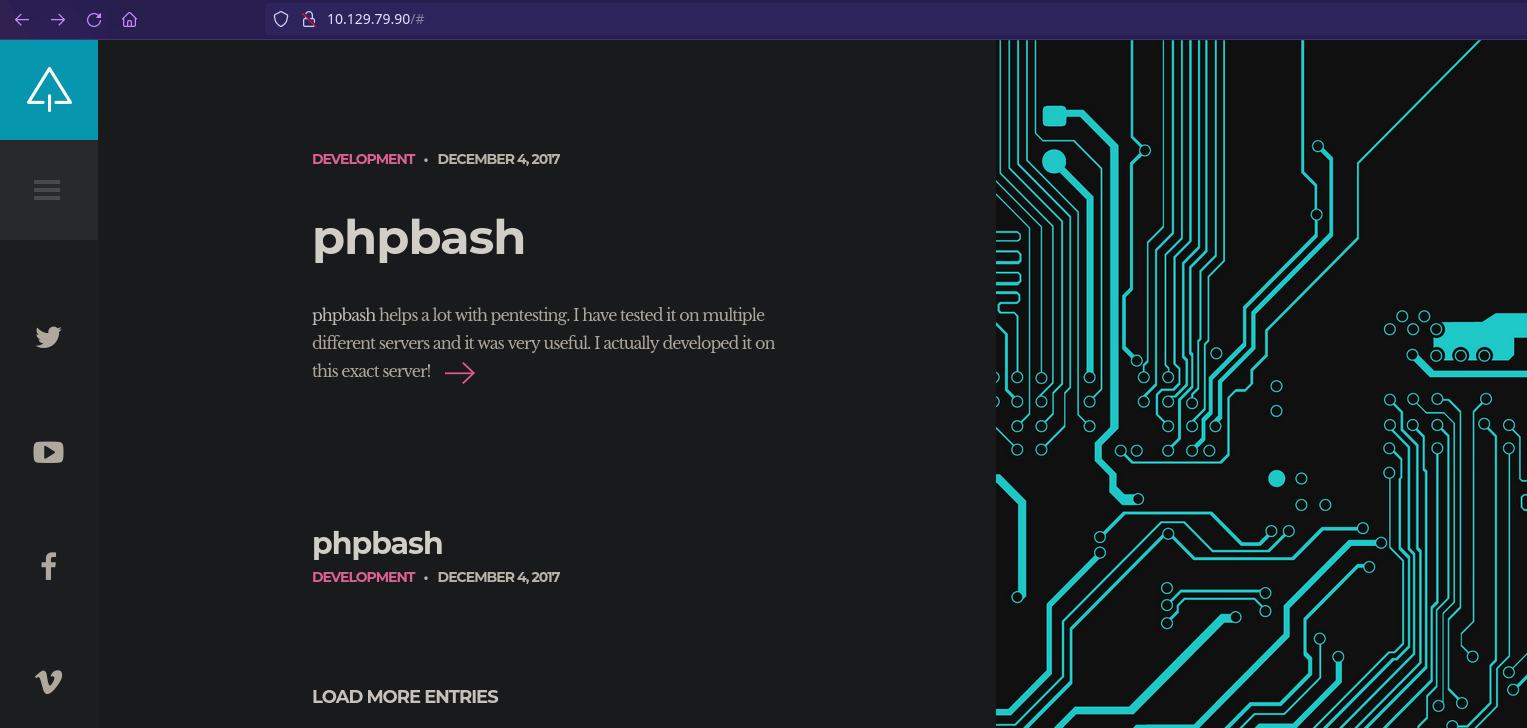 10.129.79.90/#
DEVELOPMENT • DECEMBER 4, 2017
phpbash
phpbash helps a lot with pentesting. I have tested it on multiple
different servers and it was very useful. I actually developed it on
this exact server!
phpbash
DEVELOPMENT • DECEMBER 4, 2017
LOAD MORE ENTRIES